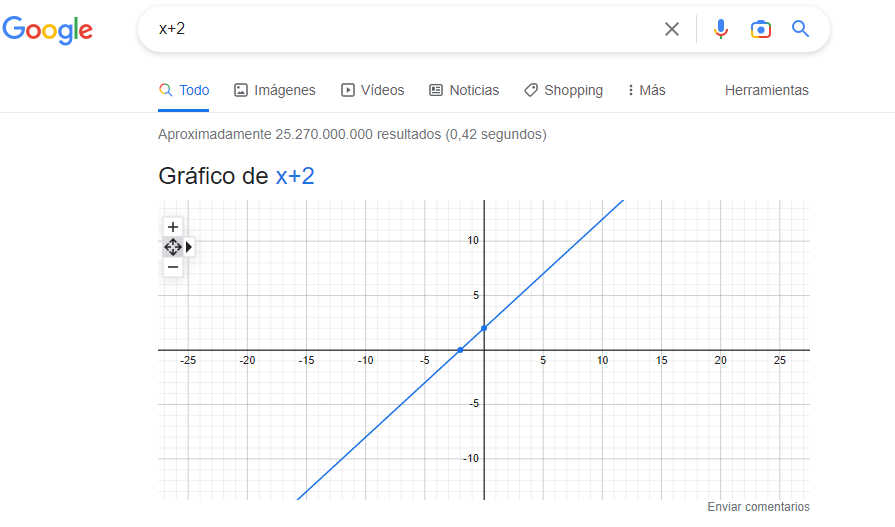 Google
x+2
Todo Imágenes Vídeos Noticias Shopping Más Herramientas
Aproximadamente 25.270.000.000 resultados (0,42 segundos)
Gráfico de x+2
+
−
10
5
-25 -20 -15 -10 -5 5 10 15 20 25
-5
-10
Enviar comentarios